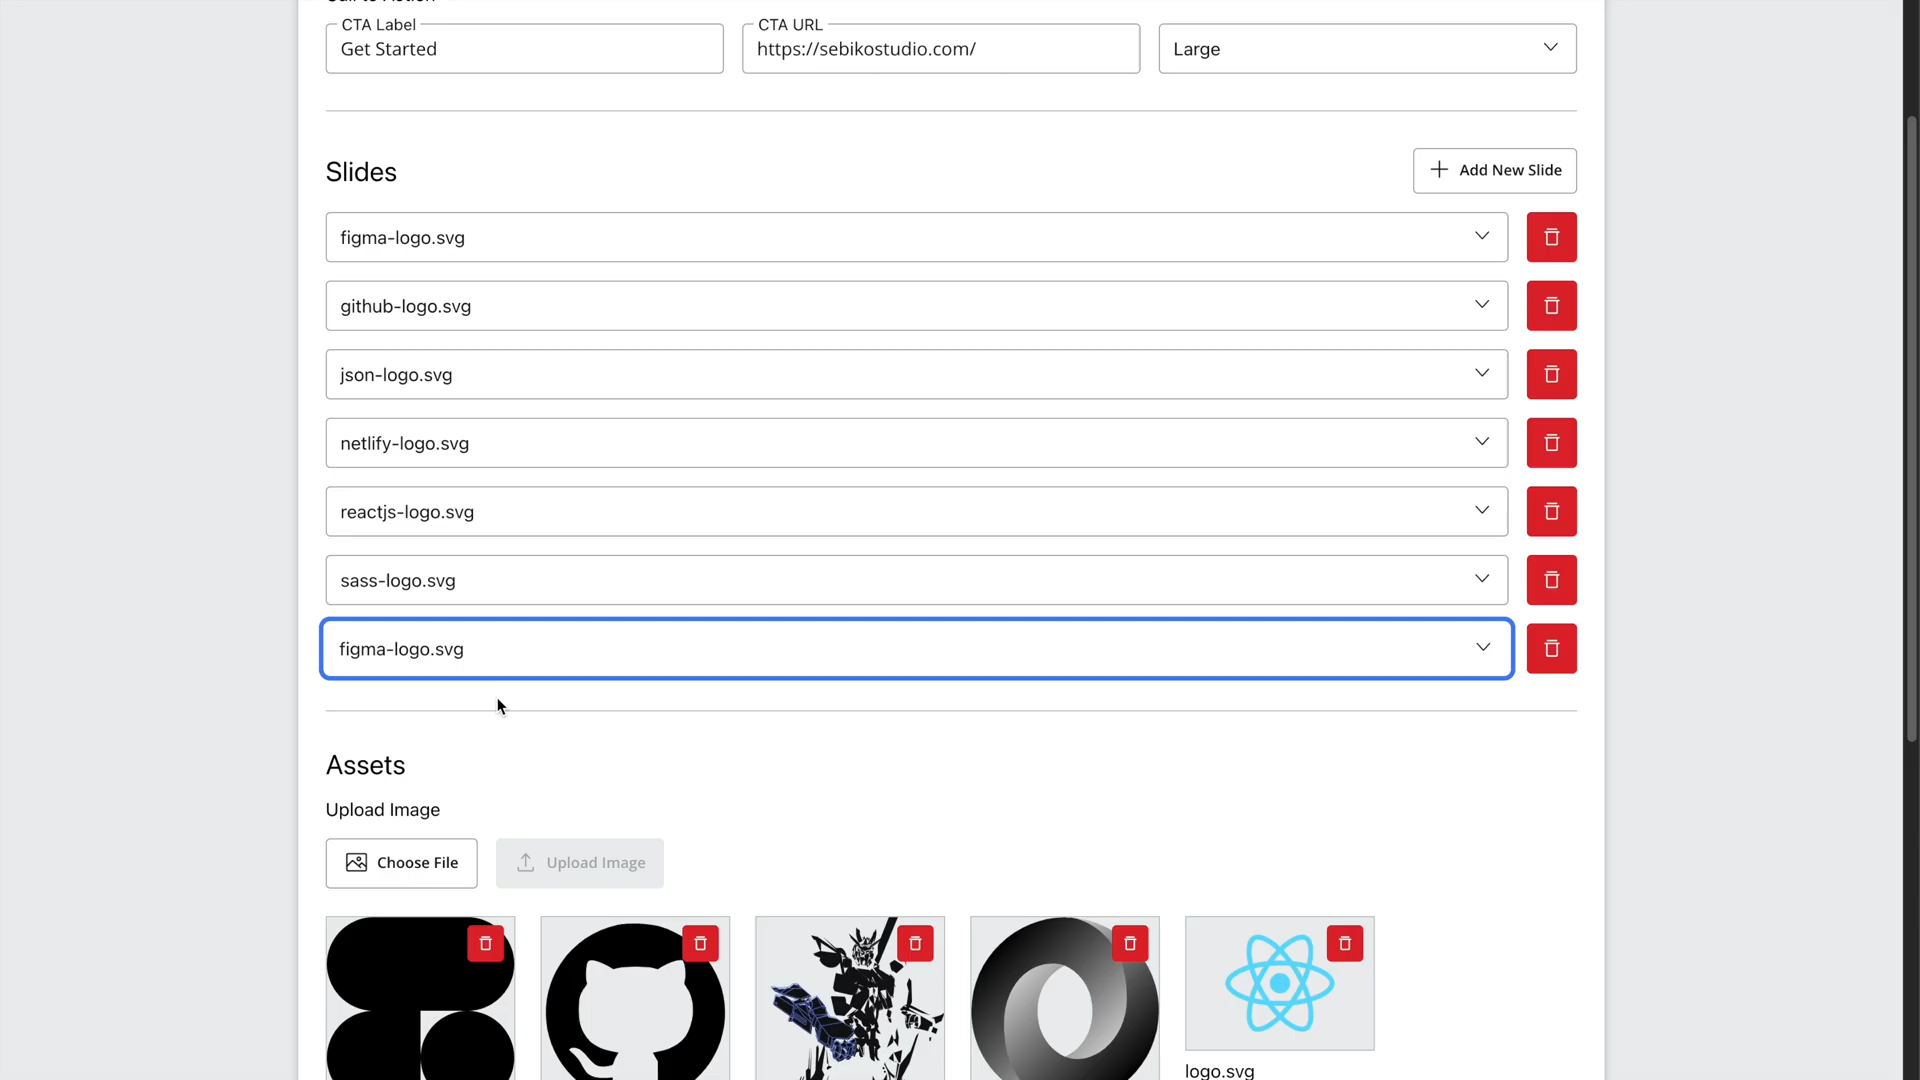 CTA Label
Get Started
CTA URL
https://sebikostudio.com/
Large
Slides
Add New Slide
figma-logo.svg
github-logo.svg
json-logo.svg
netlify-logo.svg
reactjs-logo.svg
sass-logo.svg
figma-logo.svg
Assets
Upload Image
Choose File
Upload Image
logo.svg